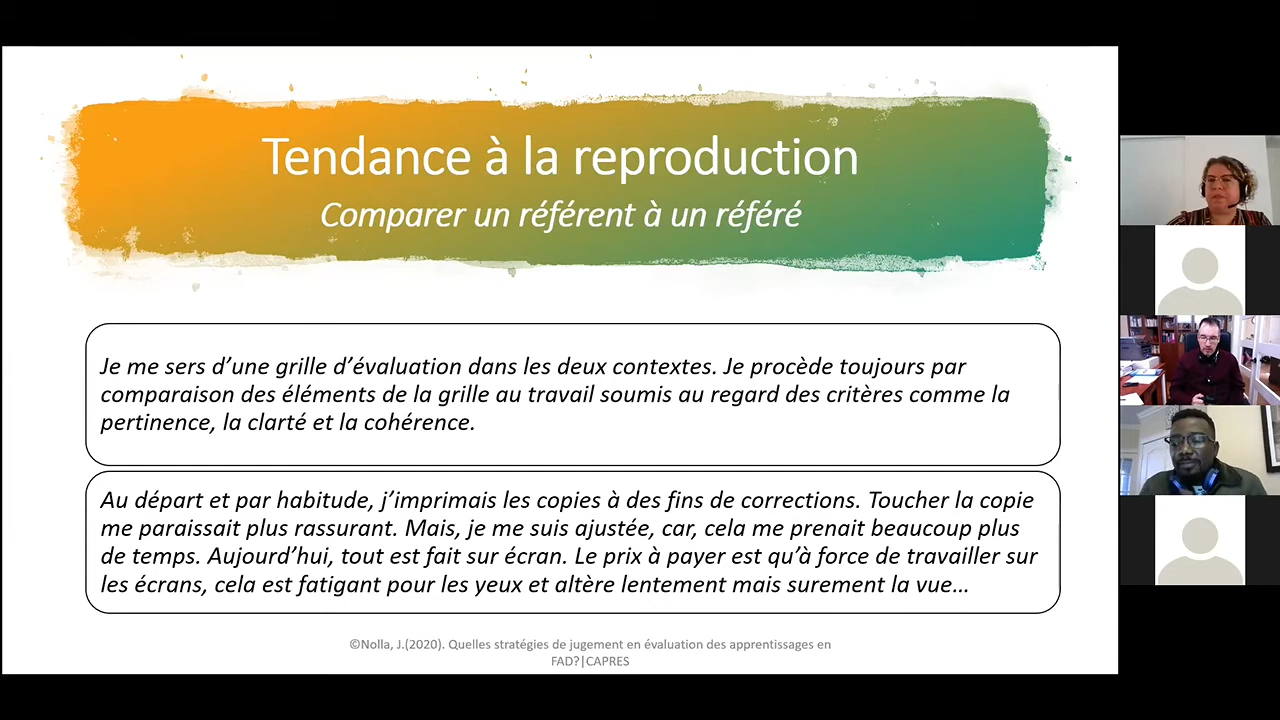 Tendance à la reproduction
Comparer un référent à un référé
Je me sers d’une grille d’évaluation dans les deux contextes. Je procède toujours par
comparaison des éléments de la grille au travail soumis au regard des critères comme la
pertinence, la clarté et la cohérence.
Au départ et par habitude, j’imprimais les copies à des fins de corrections. Toucher la copie
me paraissait plus rassurant. Mais, je me suis ajustée, car, cela me prenait beaucoup plus
de temps. Aujourd’hui, tout est fait sur écran. Le prix à payer est qu’à force de travailler sur
les écrans, cela est fatigant pour les yeux et altère lentement mais surement la vue…
©Nolla, J.(2020). Quelles stratégies de jugement en évaluation des apprentissages en
FAD?|CAPRES